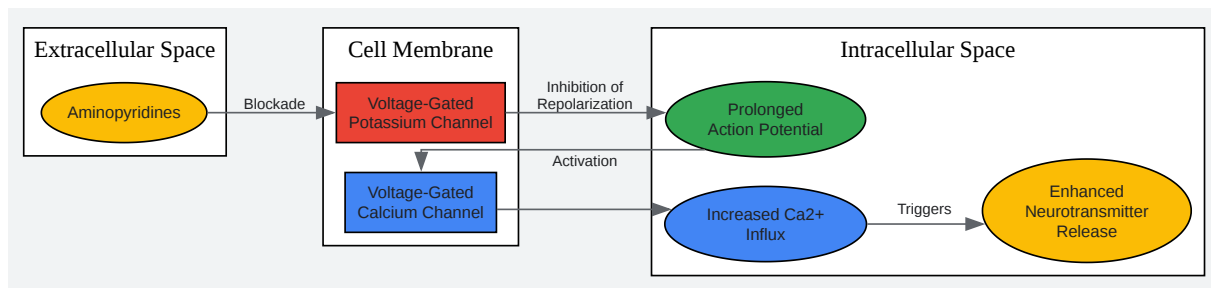 Extracellular Space
Aminopyridines
Blockade
Cell Membrane
Voltage-Gated
Potassium Channel
Voltage-Gated
Calcium Channel
Inhibition of
Repolarization
Activation
Intracellular Space
Prolonged
Action Potential
Increased Ca2+
Influx
Triggers
Enhanced
Neurotransmitter
Release